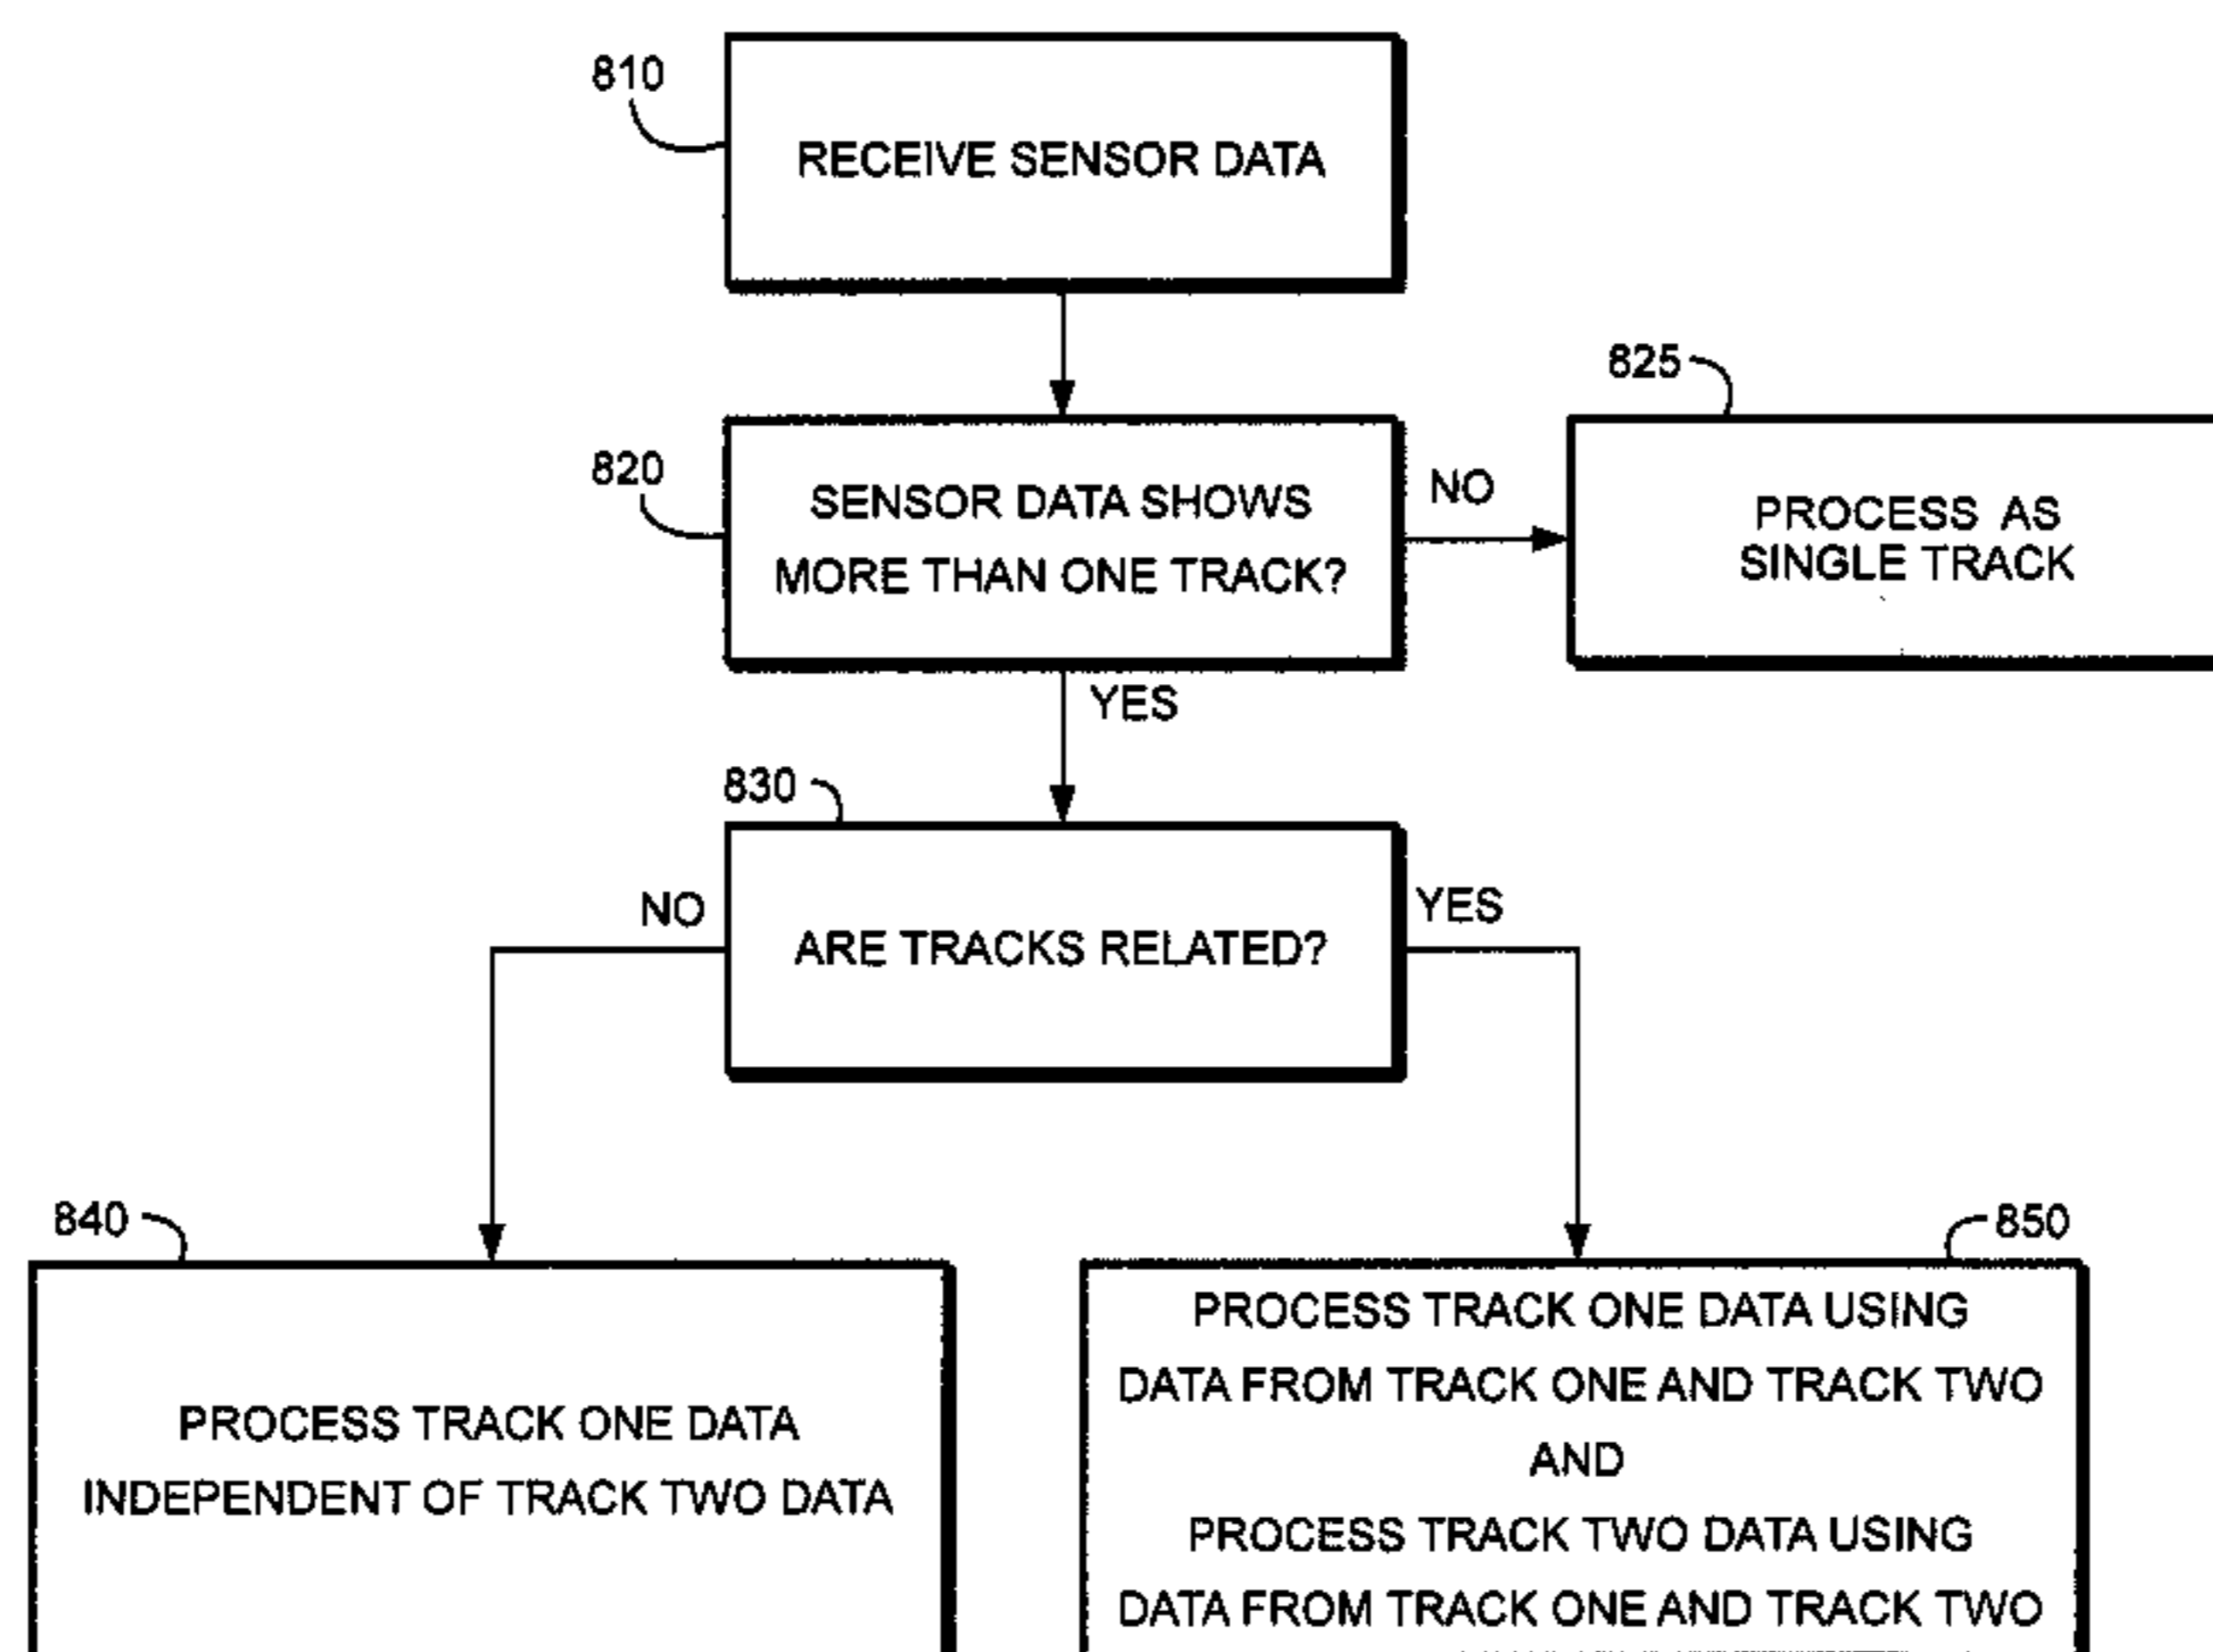 810
RECEIVE SENSOR DATA
825
820
SENSOR DATA SHOWS
MORE THAN ONE TRACK?
NO
PROCESS AS
SINGLE TRACK
YES
830
NO
ARE TRACKS RELATED?
YES
840
850
PROCESS TRACK ONE DATA
INDEPENDENT OF TRACK TWO DATA
PROCESS TRACK ONE DATA USING
DATA FROM TRACK ONE AND TRACK TWO
AND
PROCESS TRACK TWO DATA USING
DATA FROM TRACK ONE AND TRACK TWO